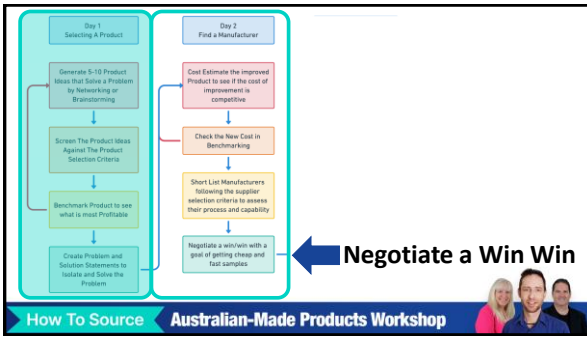 Day 1
Selecting A Product
Generate 5-10 Product
Ideas that Solve a Problem
by Networking or
Brainstorming
Screen The Product Ideas
Against The Product
Selection Criteria
Benchmark Product to see
what is most Profitable
Create Problem and
Solution Statements to
Isolate and Solve the
Problem
Day 2
Find a Manufacturer
Cost Estimate the improved
Product to see if the cost of
improvement is
competitive
Check the New Cost in
Benchmarking
Short List Manufacturers
following the supplier
selection criteria to assess
their process and capability
Negotiate a win/win with a
goal of getting cheap and
fast samples
Negotiate a Win Win
How To Source
Australian-Made Products Workshop